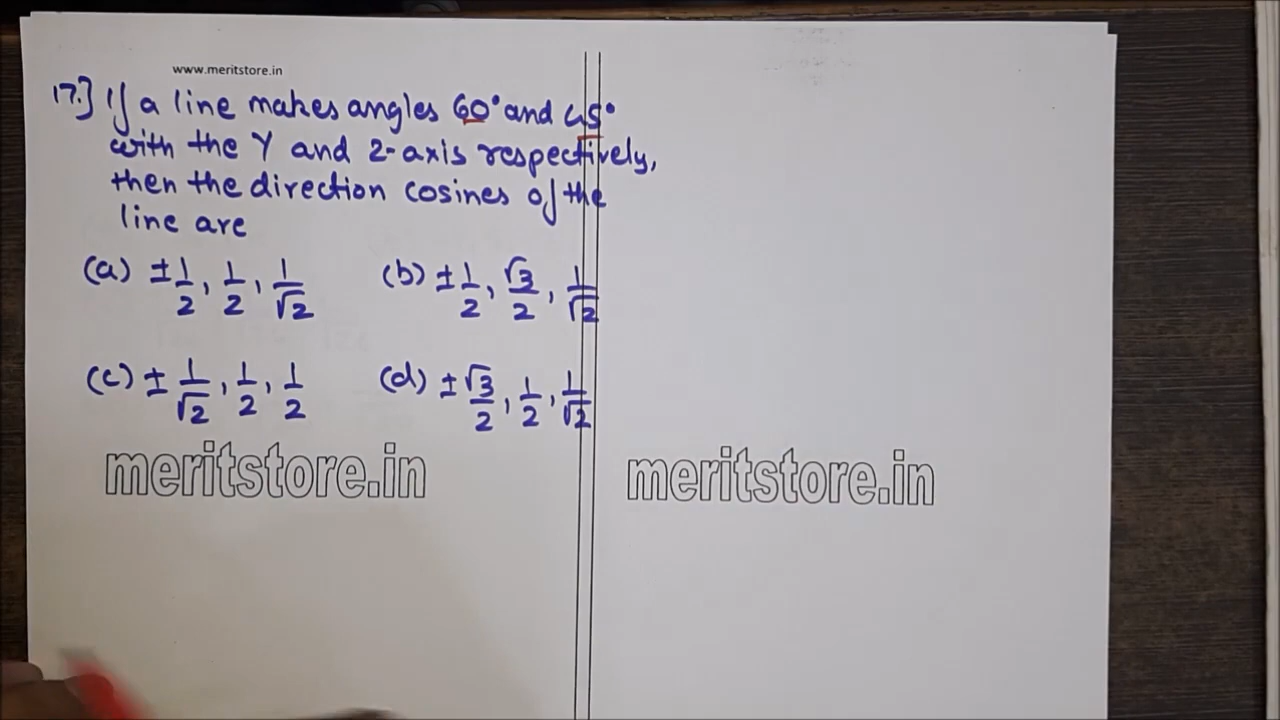 www.meritstore.in
17.] If a line makes angles 60° and 45°
with the Y and Z-axis respectively,
then the direction cosines of the
line are
(a) ±1/2, 1/2, 1/√2 (b) ±1/2, √3/2, 1/√2
(c) ±1/√2, 1/2, 1/2 (d) ±√3/2, 1/2, 1/√2
meritstore.in meritstore.in